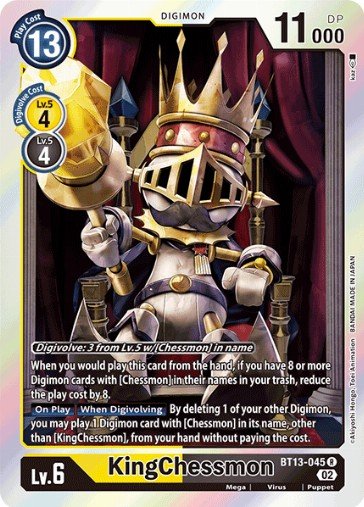 Play Cost
13
DIGIMON
11000
DP
Digivolve Cost
Lv.5
4
Lv.5
4
kaz
Digivolve: 3 from Lv.5 w/[Chessmon] in name
When you would play this card from the hand, if you have 8 or more
Digimon cards with [Chessmon] in their names in your trash, reduce
the play cost by 8.
On Play When Digivolving By deleting 1 of your other Digimon,
you may play 1 Digimon card with [Chessmon] in its name, other
than [KingChessmon], from your hand without paying the cost.
©Akiyoshi Hongo, Toei Animation BANDAI MADE IN JAPAN
Lv.6
KingChessmon
BT13-045 R
02
Mega | Virus | Puppet